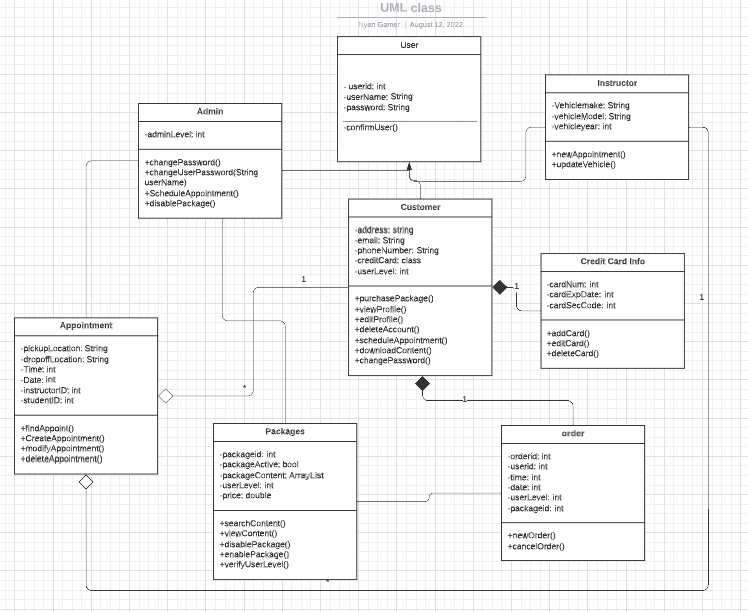 UML class
Nyan Gamer | August 12, 2022
User
- userid: int
-userName: String
-password: String
-confirmUser()
Instructor
-Vehiclemake: String
-vehicleModel: String
-vehicleyear: int
+newAppointment()
+updateVehicle()
Admin
-adminLevel: int
+changePassword()
+changeUserPassword(String
userName)
+ScheduleAppointment()
+disablePackage()
Customer
-address: string
-email: String
-phoneNumber: String
-creditCard: class
-userLevel: int
+purchasePackage()
+viewProfile()
+editProfile()
+deleteAccount()
+scheduleAppointment()
+downloadContent()
+changePassword()
Credit Card Info
-cardNum: int
-cardExpDate: int
-cardSecCode: int
+addCard()
+editCard()
+deleteCard()
1
1
1
Appointment
-pickupLocation: String
-dropoffLocation: String
-Time: int
-Date: int
-instructorID: int
-studentID: int
+findAppoint()
+CreateAppointment()
+modifyAppointment()
+deleteAppointment()
*
1
Packages
-packageid: int
-packageActive: bool
-packageContent: ArrayList
-userLevel: int
-price: double
+searchContent()
+viewContent()
+disablePackage()
+enablePackage()
+verifyUserLevel()
order
-orderid: int
-userid: int
-time: int
-date: int
-userLevel: int
-packageid: int
+newOrder()
+cancelOrder()
*